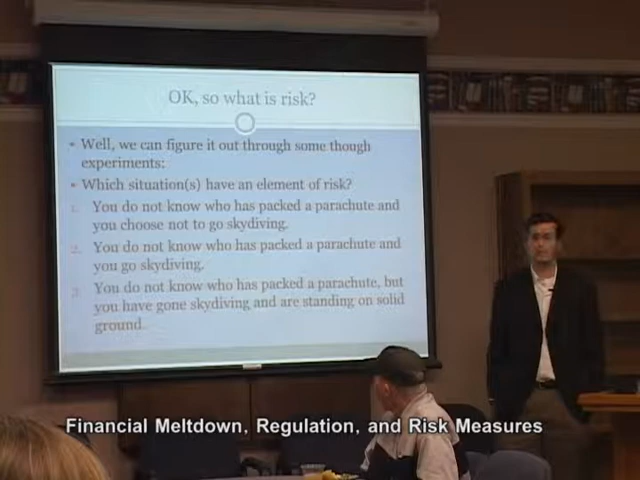 OK, so what is risk?
• Well, we can figure it out through some though
experiments:
• Which situation(s) have an element of risk?
1. You do not know who has packed a parachute and
you choose not to go skydiving.
2. You do not know who has packed a parachute and
you go skydiving.
3. You do not know who has packed a parachute, but
you have gone skydiving and are standing on solid
ground.
Financial Meltdown, Regulation, and Risk Measures